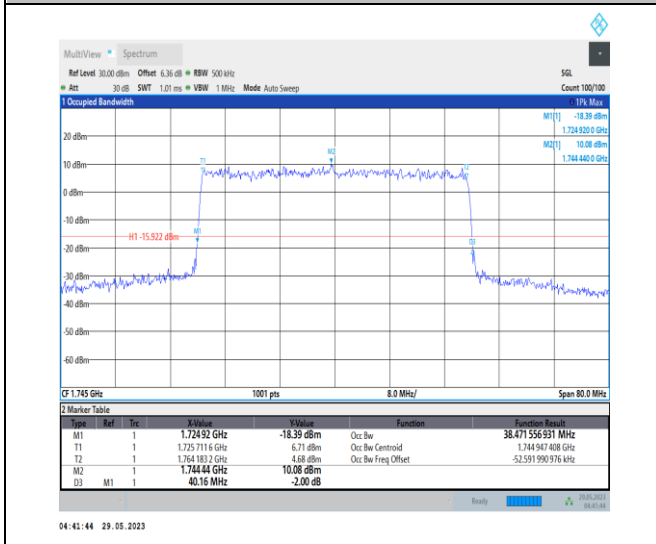 MultiView Spectrum
Ref Level 30.00 dBm Offset 6.36 dB RBW 500 kHz SGL
Att 30 dB SWT 1.01 ms VBW 1 MHz Mode Auto Sweep Count 100/100
1 Occupied Bandwidth 1Pk Max
M1[1] -18.39 dBm
1.724 920 0 GHz
M2[1] 10.08 dBm
1.744 440 0 GHz
20 dBm
M2
T1
T2
10 dBm
0 dBm
-10 dBm
M1
H1 -15.922 dBm
D3
-20 dBm
-30 dBm
-40 dBm
-50 dBm
-60 dBm
CF 1.745 GHz 1001 pts 8.0 MHz/ Span 80.0 MHz
2 Marker Table
Type Ref Trc X-Value Y-Value Function Function Result
M1 1 1.724 92 GHz -18.39 dBm Occ Bw 38.471 556 931 MHz
T1 1 1.725 711 6 GHz 6.71 dBm Occ Bw Centroid 1.744 947 408 GHz
T2 1 1.764 183 2 GHz 4.68 dBm Occ Bw Freq Offset -52.591 990 976 kHz
M2 1 1.744 44 GHz 10.08 dBm
D3 M1 1 40.16 MHz -2.00 dB
Ready 29.05.2023
04:41:44
04:41:44 29.05.2023